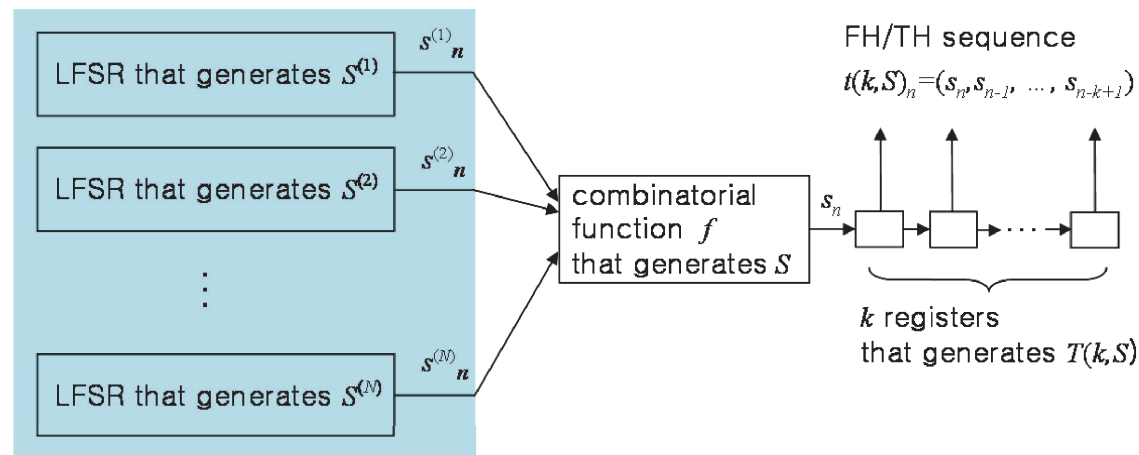 LFSR that generates S⁽¹⁾
s⁽¹⁾ₙ
LFSR that generates S⁽²⁾
s⁽²⁾ₙ
⋮
LFSR that generates S⁽ᴺ⁾
s⁽ᴺ⁾ₙ
combinatorial
function f
that generates S
sₙ
FH/TH sequence
t(k,S)ₙ=(sₙ,sₙ₋₁, ..., sₙ₋ₖ₊₁)
· · ·
k registers
that generates T(k,S)